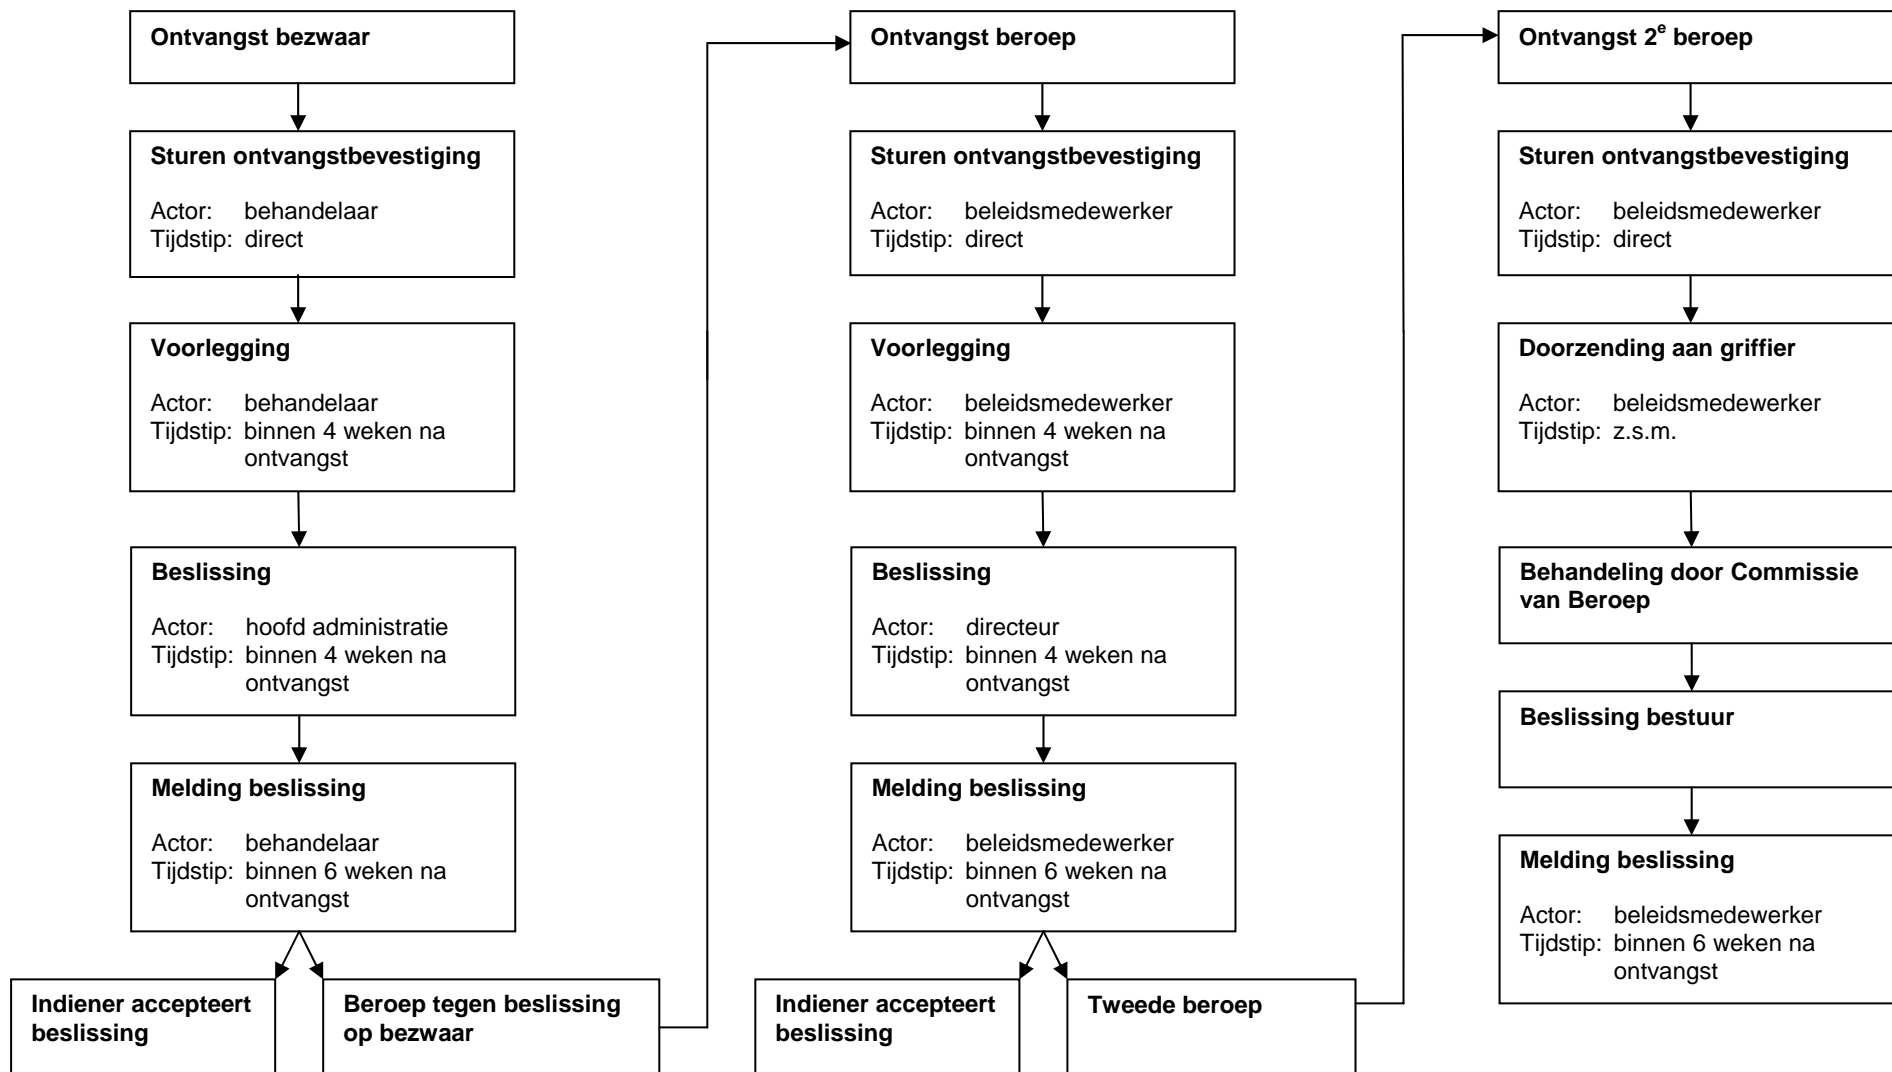 Ontvangst bezwaar
Sturen ontvangstbevestiging
Actor: behandelaar
Tijdstip: direct
Voorlegging
Actor: behandelaar
Tijdstip: binnen 4 weken na
ontvangst
Beslissing
Actor: hoofd administratie
Tijdstip: binnen 4 weken na
ontvangst
Melding beslissing
Actor: behandelaar
Tijdstip: binnen 6 weken na
ontvangst
Indiener accepteert
beslissing
Beroep tegen beslissing
op bezwaar
Ontvangst beroep
Sturen ontvangstbevestiging
Actor: beleidsmedewerker
Tijdstip: direct
Voorlegging
Actor: beleidsmedewerker
Tijdstip: binnen 4 weken na
ontvangst
Beslissing
Actor: directeur
Tijdstip: binnen 4 weken na
ontvangst
Melding beslissing
Actor: beleidsmedewerker
Tijdstip: binnen 6 weken na
ontvangst
Indiener accepteert
beslissing
Tweede beroep
Ontvangst 2e beroep
Sturen ontvangstbevestiging
Actor: beleidsmedewerker
Tijdstip: direct
Doorzending aan griffier
Actor: beleidsmedewerker
Tijdstip: z.s.m.
Behandeling door Commissie
van Beroep
Beslissing bestuur
Melding beslissing
Actor: beleidsmedewerker
Tijdstip: binnen 6 weken na
ontvangst